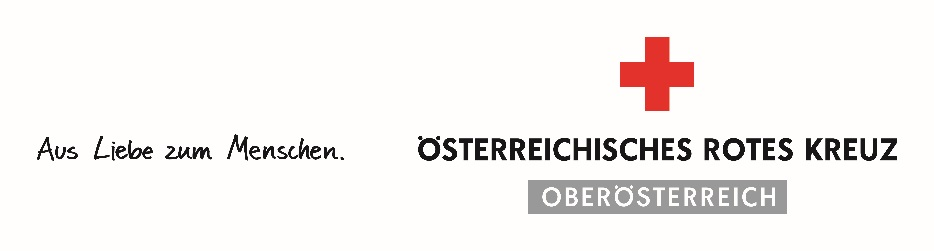 Aus Liebe zum Menschen.
ÖSTERREICHISCHES ROTES KREUZ
OBERÖSTERREICH